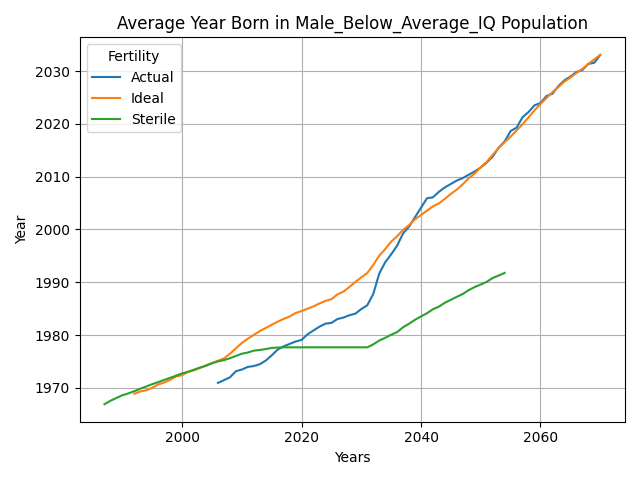 Average Year Born in Male_Below_Average_IQ Population
Fertility
Actual
Ideal
Sterile
Year
2030
2020
2010
2000
1990
1980
1970
2000
2020
2040
2060
Years